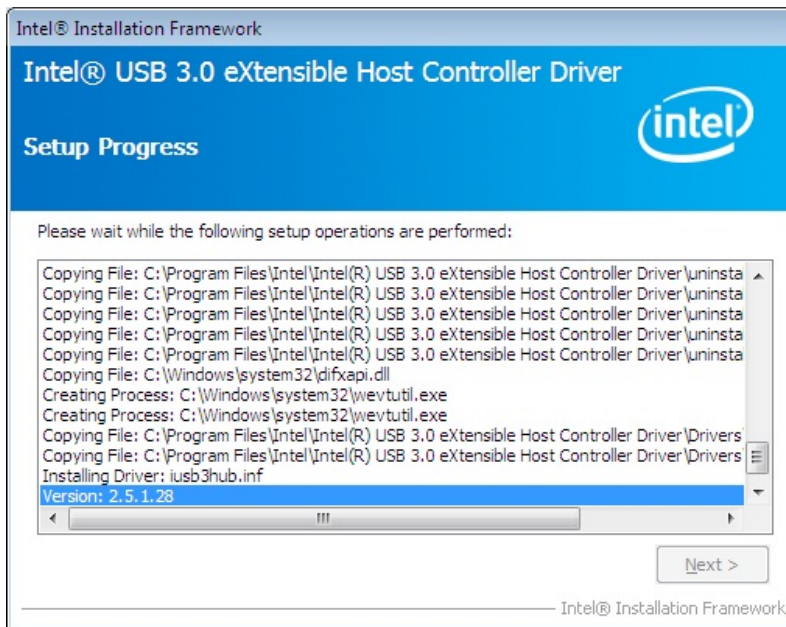 Intel® Installation Framework
Intel® USB 3.0 eXtensible Host Controller Driver
intel®
Setup Progress
Please wait while the following setup operations are performed:
Copying File: C:\Program Files\Intel\Intel(R) USB 3.0 eXtensible Host Controller Driver\uninsta
Copying File: C:\Program Files\Intel\Intel(R) USB 3.0 eXtensible Host Controller Driver\uninsta
Copying File: C:\Program Files\Intel\Intel(R) USB 3.0 eXtensible Host Controller Driver\uninsta
Copying File: C:\Program Files\Intel\Intel(R) USB 3.0 eXtensible Host Controller Driver\uninsta
Copying File: C:\Program Files\Intel\Intel(R) USB 3.0 eXtensible Host Controller Driver\uninsta
Copying File: C:\Windows\system32\difxapi.dll
Creating Process: C:\Windows\system32\wevtutil.exe
Creating Process: C:\Windows\system32\wevtutil.exe
Copying File: C:\Program Files\Intel\Intel(R) USB 3.0 eXtensible Host Controller Driver\Drivers\
Copying File: C:\Program Files\Intel\Intel(R) USB 3.0 eXtensible Host Controller Driver\Drivers\
Installing Driver: iusb3hub.inf
Version: 2.5.1.28
Next >
Intel® Installation Framework